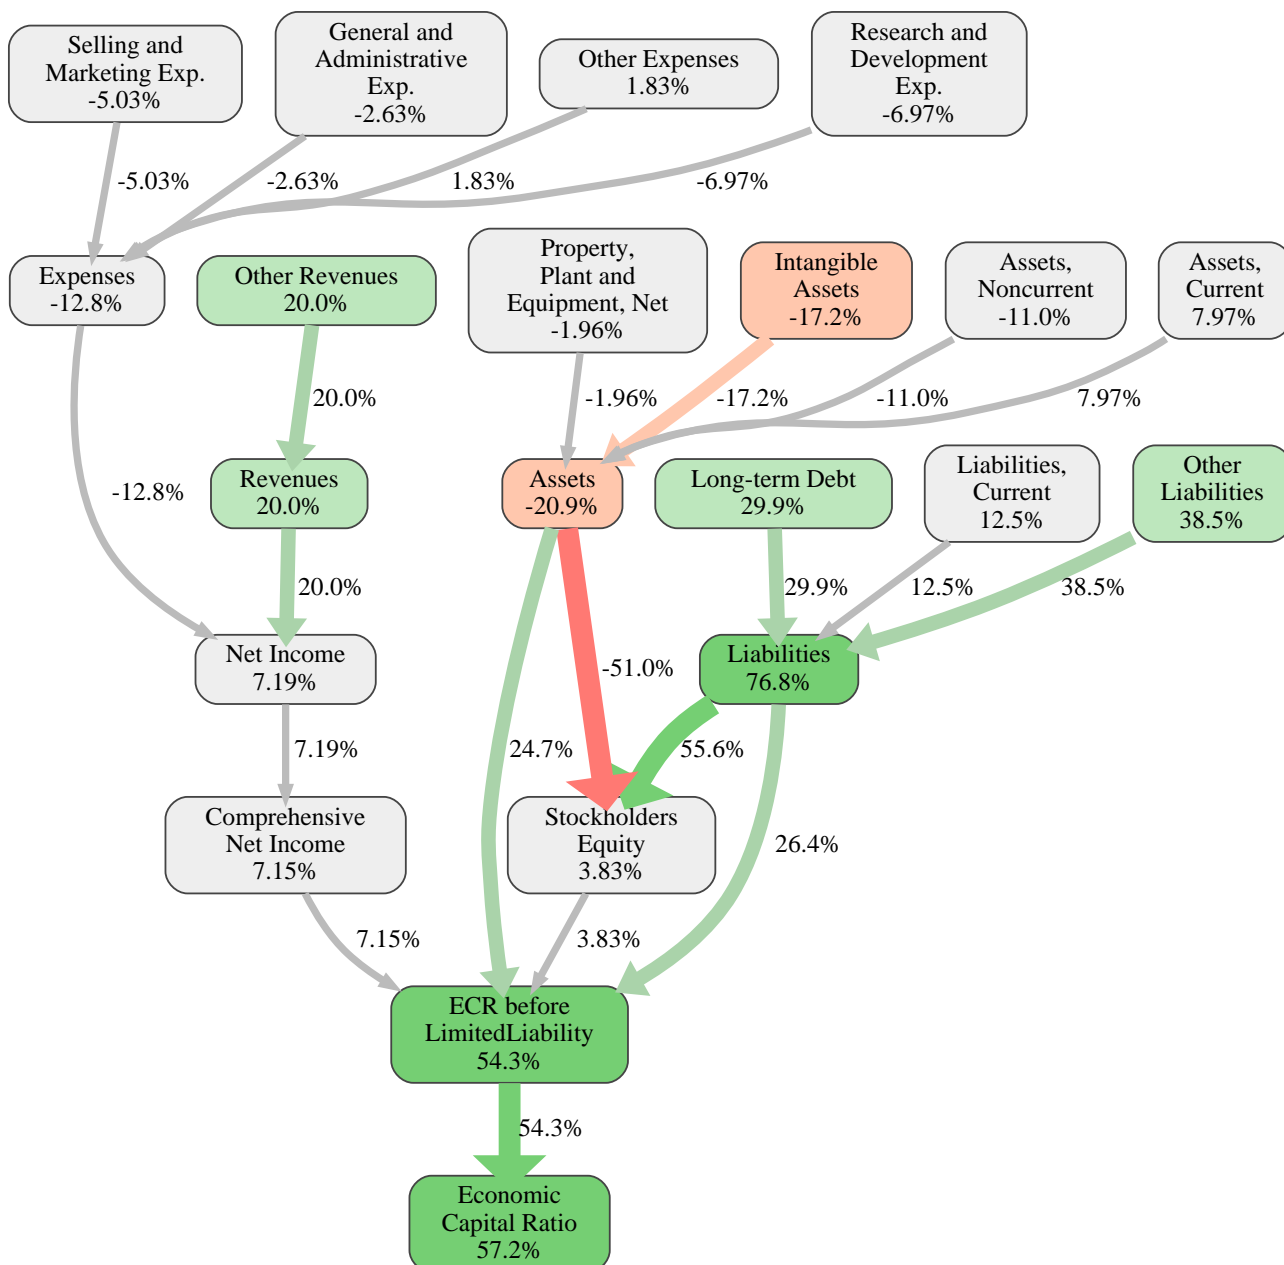 Selling and
Marketing Exp.
-5.03%
General and
Administrative
Exp.
-2.63%
Other Expenses
1.83%
Research and
Development
Exp.
-6.97%
-5.03%
-2.63%
1.83%
-6.97%
Expenses
-12.8%
Other Revenues
20.0%
Property,
Plant and
Equipment, Net
-1.96%
Intangible
Assets
-17.2%
Assets,
Noncurrent
-11.0%
Assets,
Current
7.97%
20.0%
-1.96%
-17.2%
-11.0%
7.97%
-12.8%
Revenues
20.0%
Assets
-20.9%
Long-term Debt
29.9%
Liabilities,
Current
12.5%
Other
Liabilities
38.5%
20.0%
29.9%
12.5%
38.5%
Net Income
7.19%
-51.0%
Liabilities
76.8%
7.19%
24.7%
55.6%
Comprehensive
Net Income
7.15%
Stockholders
Equity
3.83%
26.4%
7.15%
3.83%
ECR before
LimitedLiability
54.3%
54.3%
Economic
Capital Ratio
57.2%